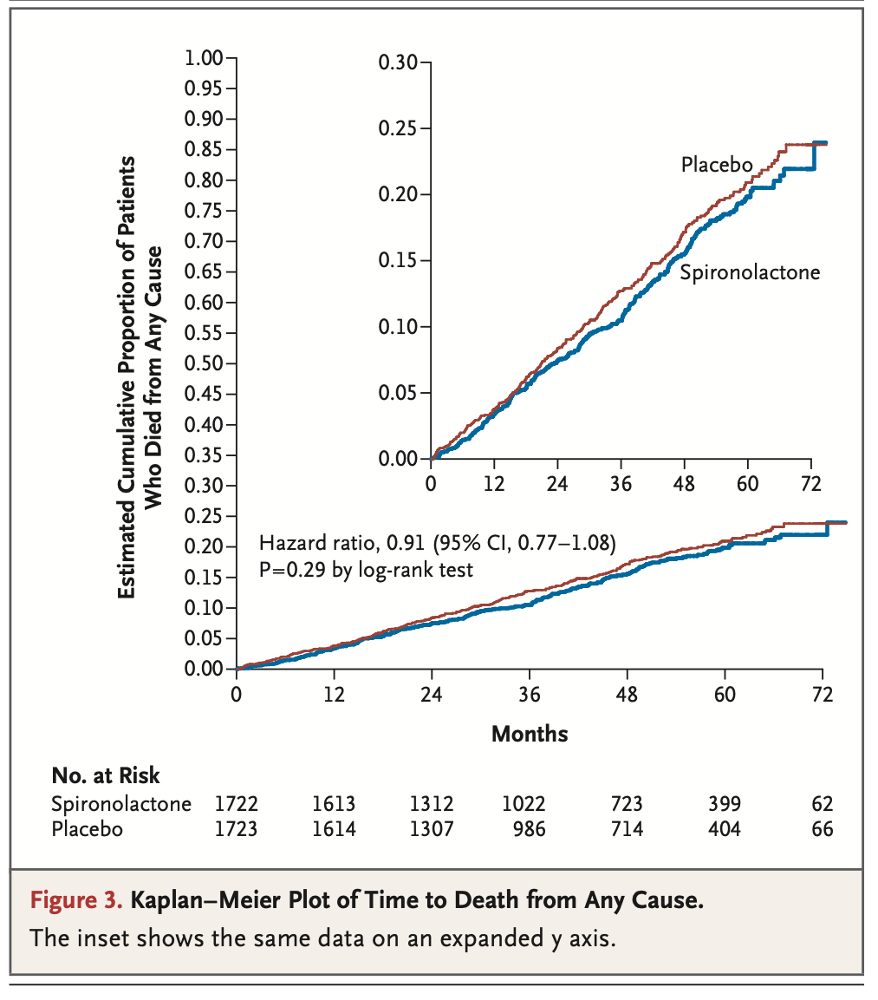 Estimated Cumulative Proportion of Patients
Who Died from Any Cause
1.00
0.95
0.90
0.85
0.80
0.75
0.70
0.65
0.60
0.55
0.50
0.45
0.40
0.35
0.30
0.25
0.20
0.15
0.10
0.05
0.00
0.30
0.25
0.20
0.15
0.10
0.05
0.00
Placebo
Spironolactone
0 12 24 36 48 60 72
Hazard ratio, 0.91 (95% CI, 0.77–1.08)
P=0.29 by log-rank test
0 12 24 36 48 60 72
Months
No. at Risk
Spironolactone 1722 1613 1312 1022 723 399 62
Placebo 1723 1614 1307 986 714 404 66
Figure 3. Kaplan–Meier Plot of Time to Death from Any Cause.
The inset shows the same data on an expanded y axis.